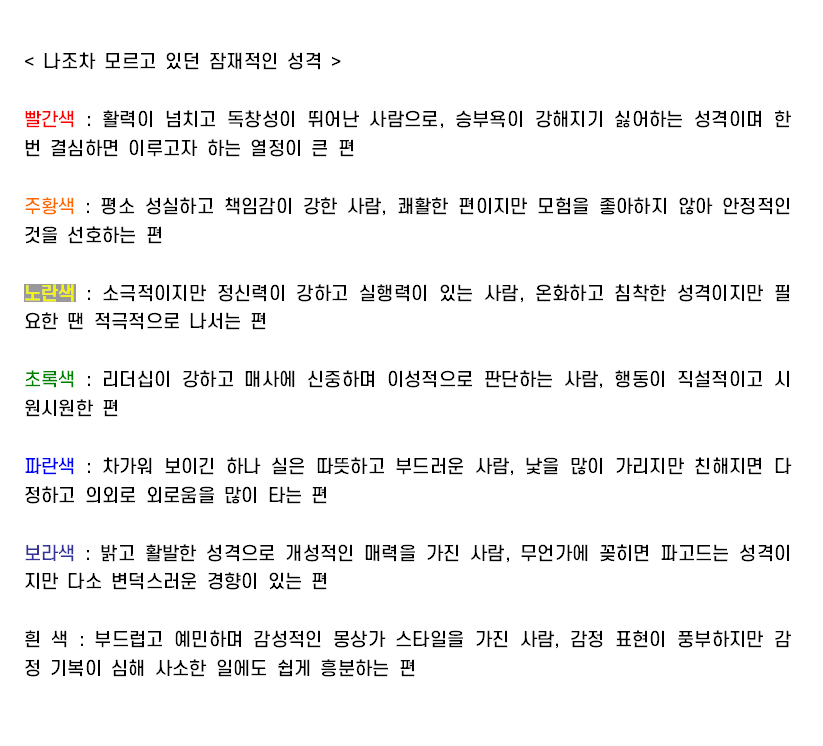 < 나조차 모르고 있던 잠재적인 성격 >
빨간색 : 활력이 넘치고 독창성이 뛰어난 사람으로, 승부욕이 강해지기 싫어하는 성격이며 한
번 결심하면 이루고자 하는 열정이 큰 편
주황색 : 평소 성실하고 책임감이 강한 사람, 쾌활한 편이지만 모험을 좋아하지 않아 안정적인
것을 선호하는 편
노란색 : 소극적이지만 정신력이 강하고 실행력이 있는 사람, 온화하고 침착한 성격이지만 필
요한 땐 적극적으로 나서는 편
초록색 : 리더십이 강하고 매사에 신중하며 이성적으로 판단하는 사람, 행동이 직설적이고 시
원시원한 편
파란색 : 차가워 보이긴 하나 실은 따뜻하고 부드러운 사람, 낯을 많이 가리지만 친해지면 다
정하고 의외로 외로움을 많이 타는 편
보라색 : 밝고 활발한 성격으로 개성적인 매력을 가진 사람, 무언가에 꽂히면 파고드는 성격이
지만 다소 변덕스러운 경향이 있는 편
흰 색 : 부드럽고 예민하며 감성적인 몽상가 스타일을 가진 사람, 감정 표현이 풍부하지만 감
정 기복이 심해 사소한 일에도 쉽게 흥분하는 편